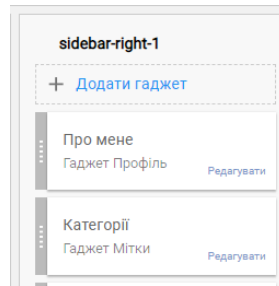 sidebar-right-1
+ Додати гаджет
Про мене
Гаджет Профіль
Редагувати
Категорії
Гаджет Мітки
Редагувати